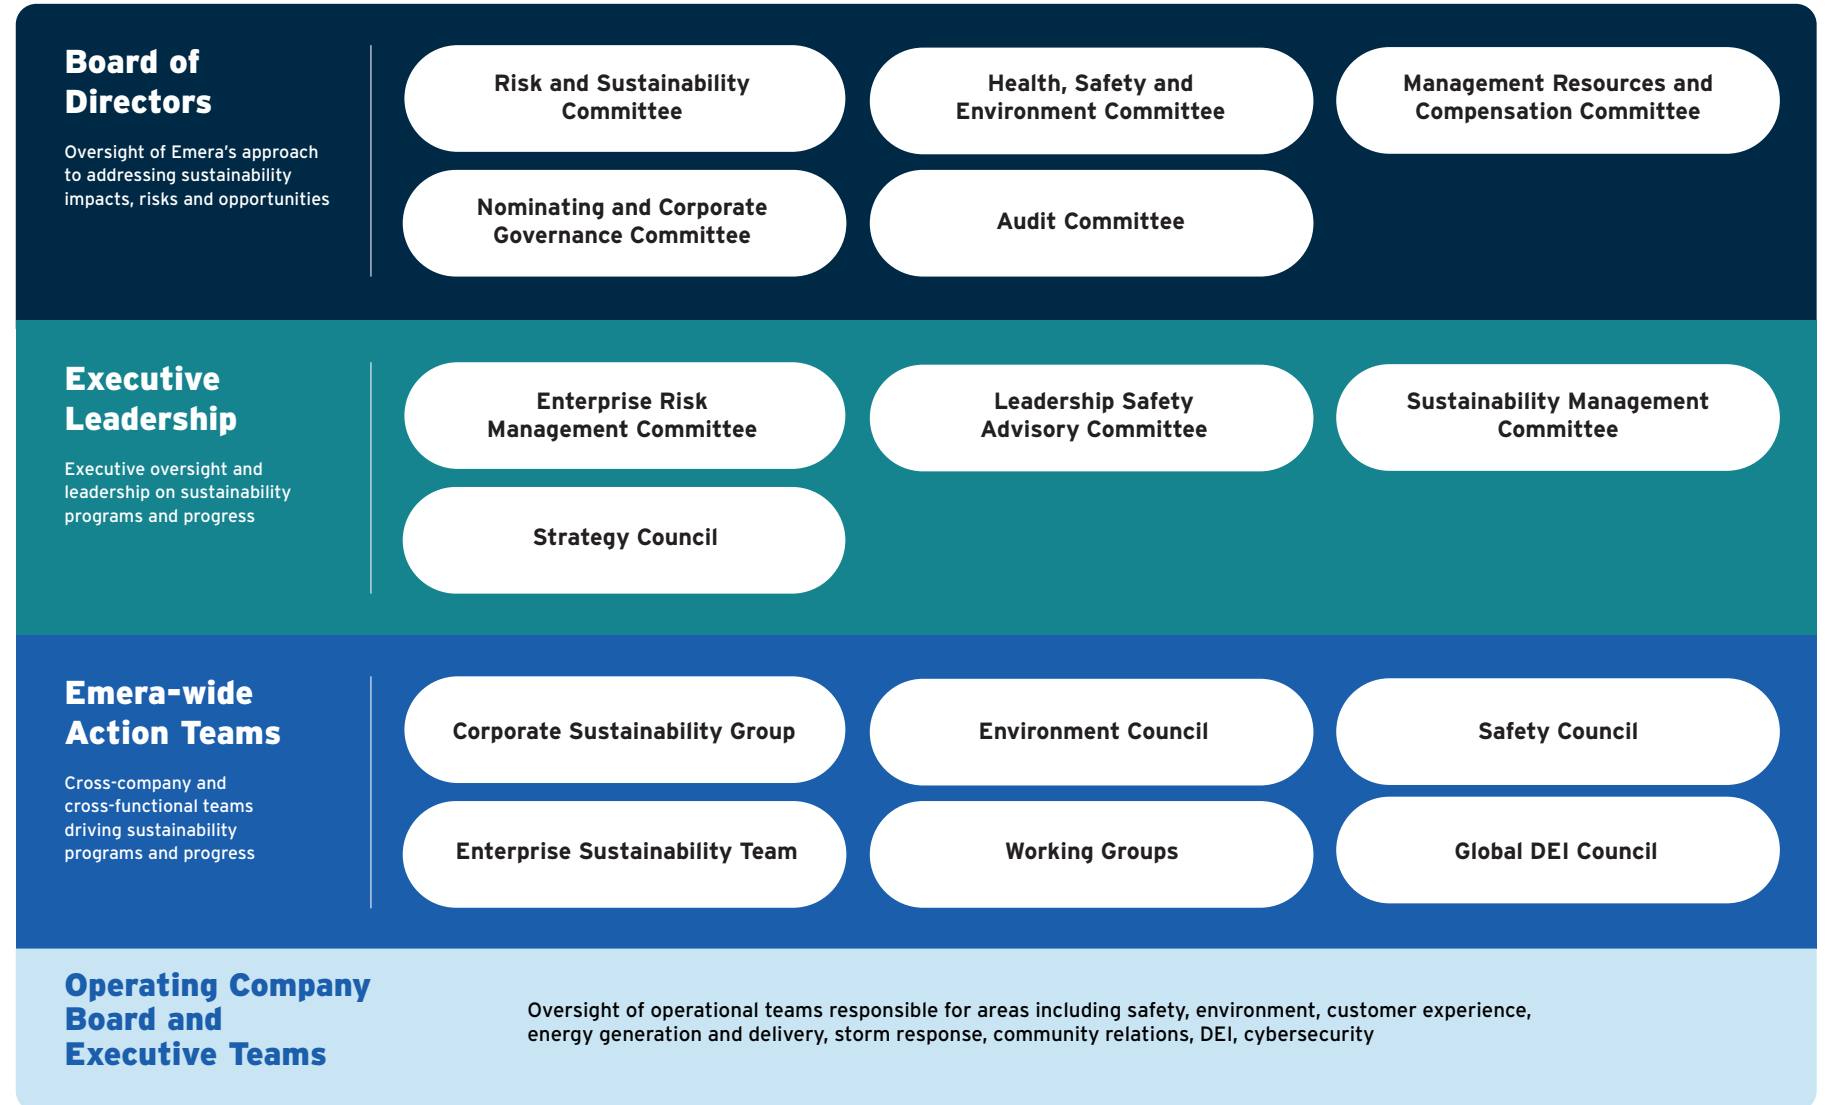 Board of
Directors
Oversight of Emera's approach
to addressing sustainability
impacts, risks and opportunities
Risk and Sustainability
Committee
Health, Safety and
Environment Committee
Management Resources and
Compensation Committee
Nominating and Corporate
Governance Committee
Audit Committee
Executive
Leadership
Executive oversight and
leadership on sustainability
programs and progress
Enterprise Risk
Management Committee
Leadership Safety
Advisory Committee
Sustainability Management
Committee
Strategy Council
Emera-wide
Action Teams
Cross-company and
cross-functional teams
driving sustainability
programs and progress
Corporate Sustainability Group
Environment Council
Safety Council
Enterprise Sustainability Team
Working Groups
Global DEI Council
Operating Company
Board and
Executive Teams
Oversight of operational teams responsible for areas including safety, environment, customer experience,
energy generation and delivery, storm response, community relations, DEI, cybersecurity